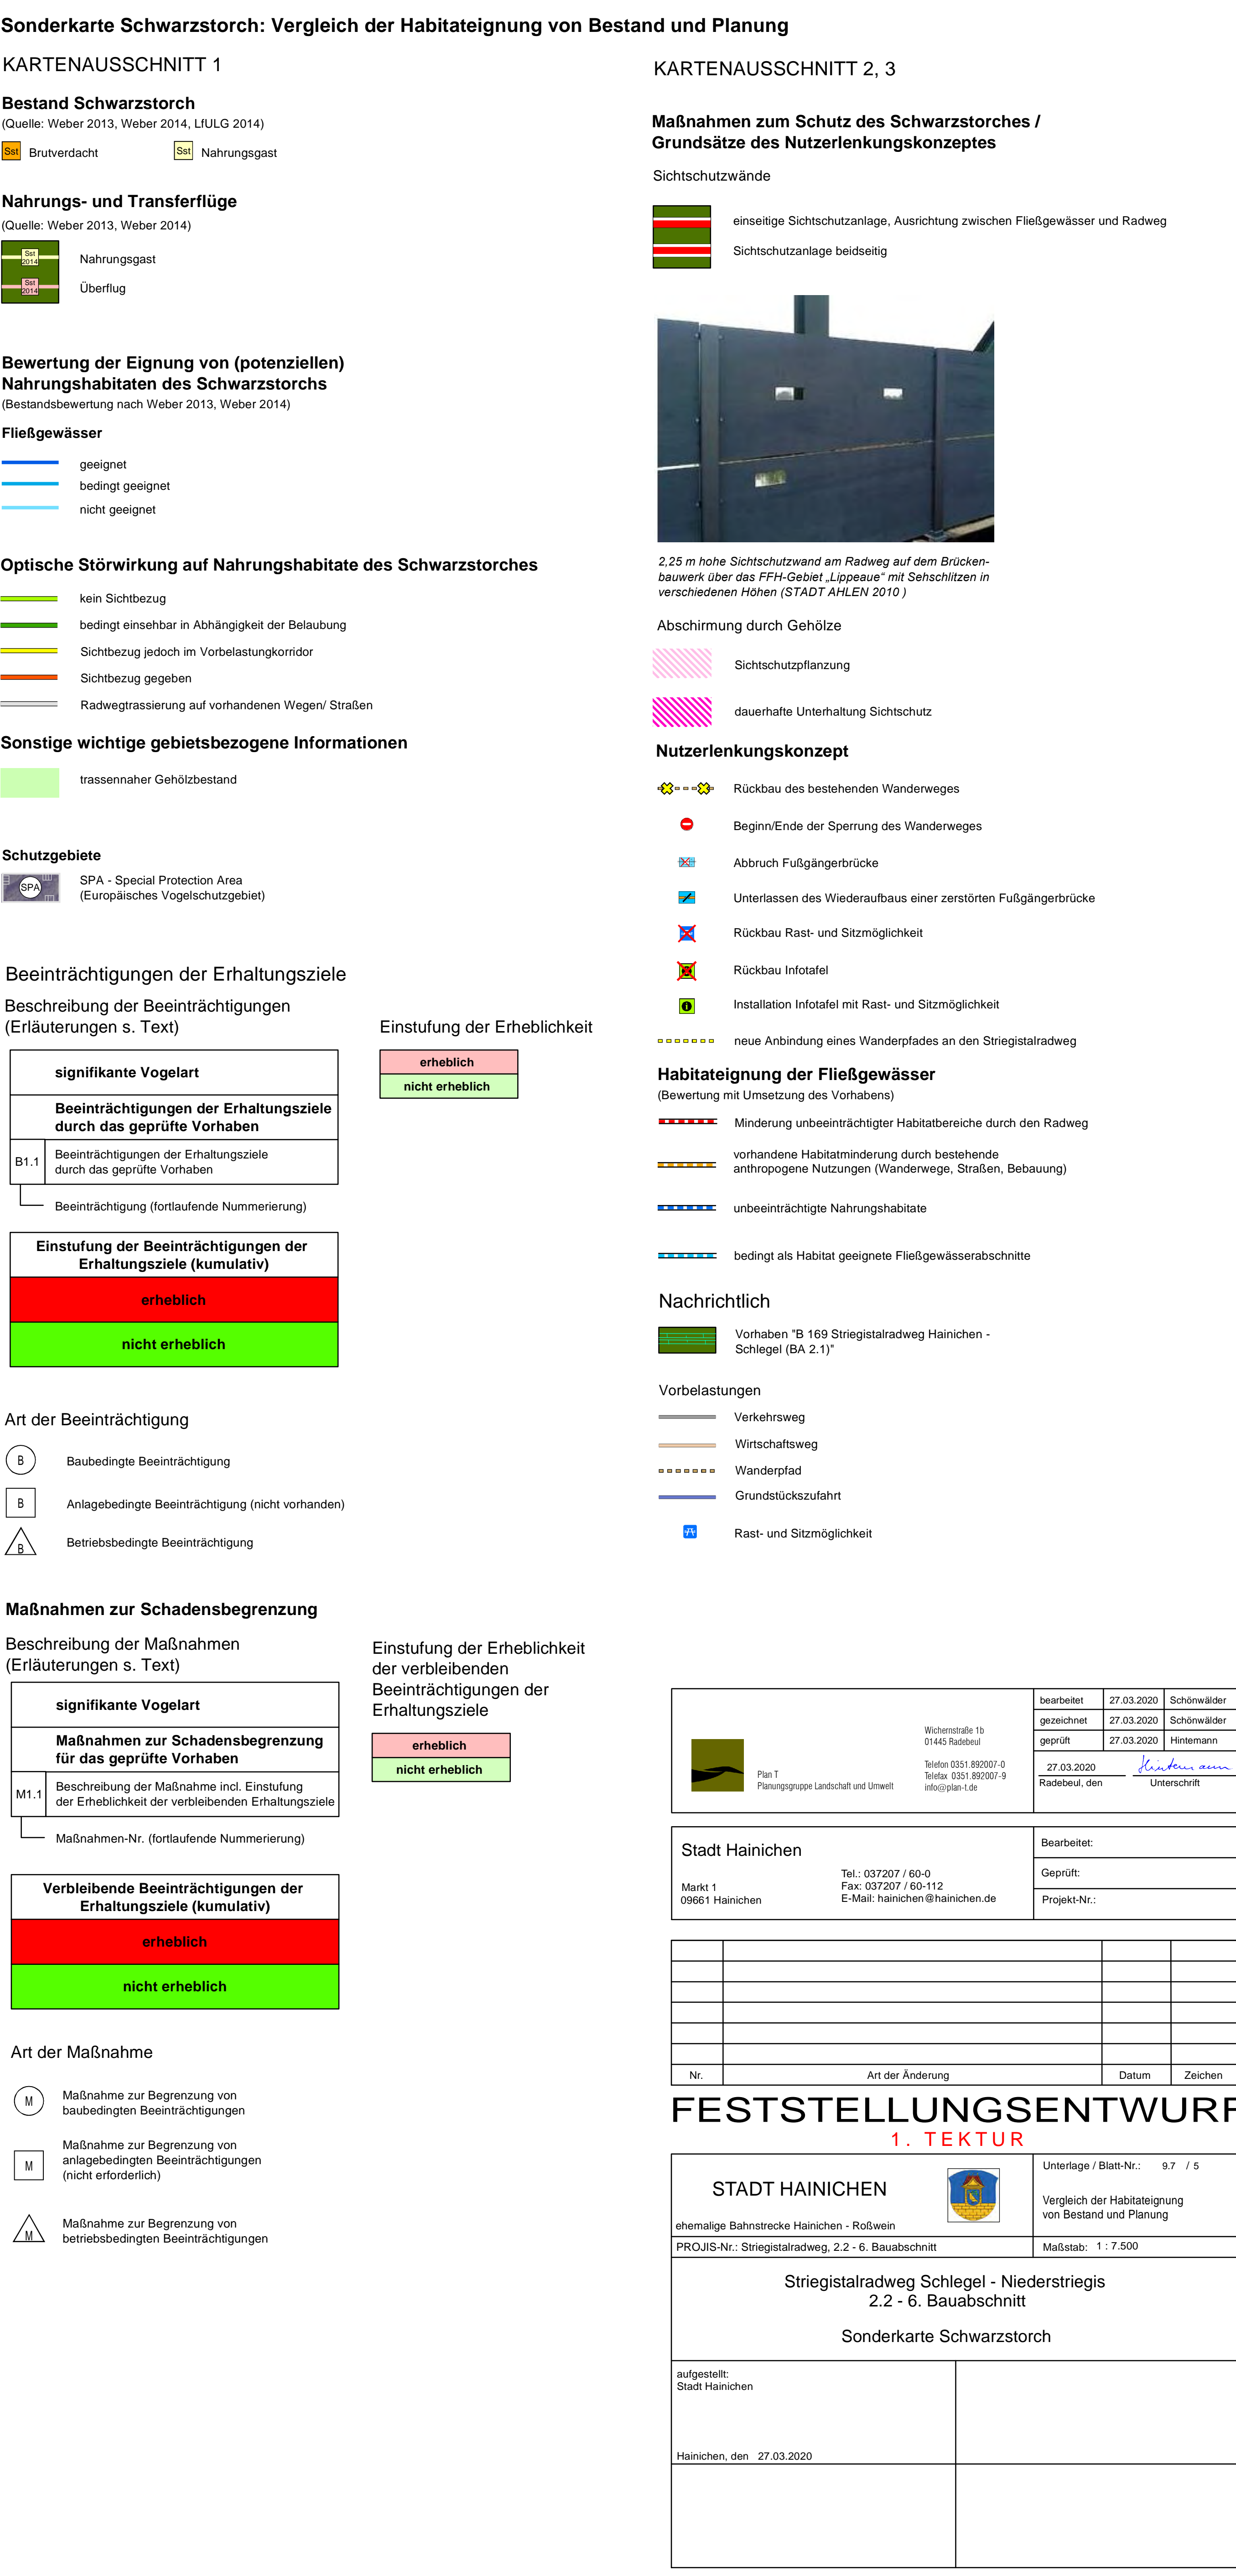 Sonderkarte Schwarzstorch: Vergleich der Habitateignung von Bestand und Planung
KARTENAUSSCHNITT 1
Bestand Schwarzstorch
(Quelle: Weber 2013, Weber 2014, LfULG 2014)
Sst Brutverdacht
Sst Nahrungsgast
Nahrungs- und Transferflüge
(Quelle: Weber 2013, Weber 2014)
Sst
2014
Nahrungsgast
Sst
2014
Überflug
Bewertung der Eignung von (potenziellen)
Nahrungshabitaten des Schwarzstorchs
(Bestandsbewertung nach Weber 2013, Weber 2014)
Fließgewässer
geeignet
bedingt geeignet
nicht geeignet
Optische Störwirkung auf Nahrungshabitate des Schwarzstorches
kein Sichtbezug
bedingt einsehbar in Abhängigkeit der Belaubung
Sichtbezug jedoch im Vorbelastungkorridor
Sichtbezug gegeben
Radwegtrassierung auf vorhandenen Wegen/ Straßen
Sonstige wichtige gebietsbezogene Informationen
trassennaher Gehölzbestand
Schutzgebiete
SPA
SPA - Special Protection Area
(Europäisches Vogelschutzgebiet)
Beeinträchtigungen der Erhaltungsziele
Beschreibung der Beeinträchtigungen
(Erläuterungen s. Text)
Einstufung der Erheblichkeit
signifikante Vogelart
Beeinträchtigungen der Erhaltungsziele
durch das geprüfte Vorhaben
B1.1
Beeinträchtigungen der Erhaltungsziele
durch das geprüfte Vorhaben
Beeinträchtigung (fortlaufende Nummerierung)
erheblich
nicht erheblich
Einstufung der Beeinträchtigungen der
Erhaltungsziele (kumulativ)
erheblich
nicht erheblich
Art der Beeinträchtigung
B Baubedingte Beeinträchtigung
B Anlagebedingte Beeinträchtigung (nicht vorhanden)
B Betriebsbedingte Beeinträchtigung
Maßnahmen zur Schadensbegrenzung
Beschreibung der Maßnahmen
(Erläuterungen s. Text)
Einstufung der Erheblichkeit
der verbleibenden
Beeinträchtigungen der
Erhaltungsziele
signifikante Vogelart
Maßnahmen zur Schadensbegrenzung
für das geprüfte Vorhaben
M1.1
Beschreibung der Maßnahme incl. Einstufung
der Erheblichkeit der verbleibenden Erhaltungsziele
Maßnahmen-Nr. (fortlaufende Nummerierung)
erheblich
nicht erheblich
Verbleibende Beeinträchtigungen der
Erhaltungsziele (kumulativ)
erheblich
nicht erheblich
Art der Maßnahme
M
Maßnahme zur Begrenzung von
baubedingten Beeinträchtigungen
M
Maßnahme zur Begrenzung von
anlagebedingten Beeinträchtigungen
(nicht erforderlich)
M
Maßnahme zur Begrenzung von
betriebsbedingten Beeinträchtigungen
KARTENAUSSCHNITT 2, 3
Maßnahmen zum Schutz des Schwarzstorches /
Grundsätze des Nutzerlenkungskonzeptes
Sichtschutzwände
einseitige Sichtschutzanlage, Ausrichtung zwischen Fließgewässer und Radweg
Sichtschutzanlage beidseitig
2,25 m hohe Sichtschutzwand am Radweg auf dem Brücken-
bauwerk über das FFH-Gebiet „Lippeaue“ mit Sehschlitzen in
verschiedenen Höhen (STADT AHLEN 2010 )
Abschirmung durch Gehölze
Sichtschutzpflanzung
dauerhafte Unterhaltung Sichtschutz
Nutzerlenkungskonzept
Rückbau des bestehenden Wanderweges
Beginn/Ende der Sperrung des Wanderweges
Abbruch Fußgängerbrücke
Unterlassen des Wiederaufbaus einer zerstörten Fußgängerbrücke
Rückbau Rast- und Sitzmöglichkeit
Rückbau Infotafel
Installation Infotafel mit Rast- und Sitzmöglichkeit
neue Anbindung eines Wanderpfades an den Striegistalradweg
Habitateignung der Fließgewässer
(Bewertung mit Umsetzung des Vorhabens)
Minderung unbeeinträchtigter Habitatbereiche durch den Radweg
vorhandene Habitatminderung durch bestehende
anthropogene Nutzungen (Wanderwege, Straßen, Bebauung)
unbeeinträchtigte Nahrungshabitate
bedingt als Habitat geeignete Fließgewässerabschnitte
Nachrichtlich
Vorhaben "B 169 Striegistalradweg Hainichen -
Schlegel (BA 2.1)"
Vorbelastungen
Verkehrsweg
Wirtschaftsweg
Wanderpfad
Grundstückszufahrt
Rast- und Sitzmöglichkeit
Plan T
Planungsgruppe Landschaft und Umwelt
Wichernstraße 1b
01445 Radebeul
Telefon 0351.892007-0
Telefax 0351.892007-9
info@plan-t.de
bearbeitet 27.03.2020 Schönwälder
gezeichnet 27.03.2020 Schönwälder
geprüft 27.03.2020 Hintemann
27.03.2020 Hintemann
Radebeul, den Unterschrift
Stadt Hainichen
Markt 1
09661 Hainichen
Tel.: 037207 / 60-0
Fax: 037207 / 60-112
E-Mail: hainichen@hainichen.de
Bearbeitet:
Geprüft:
Projekt-Nr.:
Nr. Art der Änderung Datum Zeichen
FESTSTELLUNGSENTWURF
1. TEKTUR
STADT HAINICHEN
ehemalige Bahnstrecke Hainichen - Roßwein
Unterlage / Blatt-Nr.: 9.7 / 5
Vergleich der Habitateignung
von Bestand und Planung
PROJIS-Nr.: Striegistalradweg, 2.2 - 6. Bauabschnitt
Maßstab: 1 : 7.500
Striegistalradweg Schlegel - Niederstriegis
2.2 - 6. Bauabschnitt
Sonderkarte Schwarzstorch
aufgestellt:
Stadt Hainichen
Hainichen, den 27.03.2020